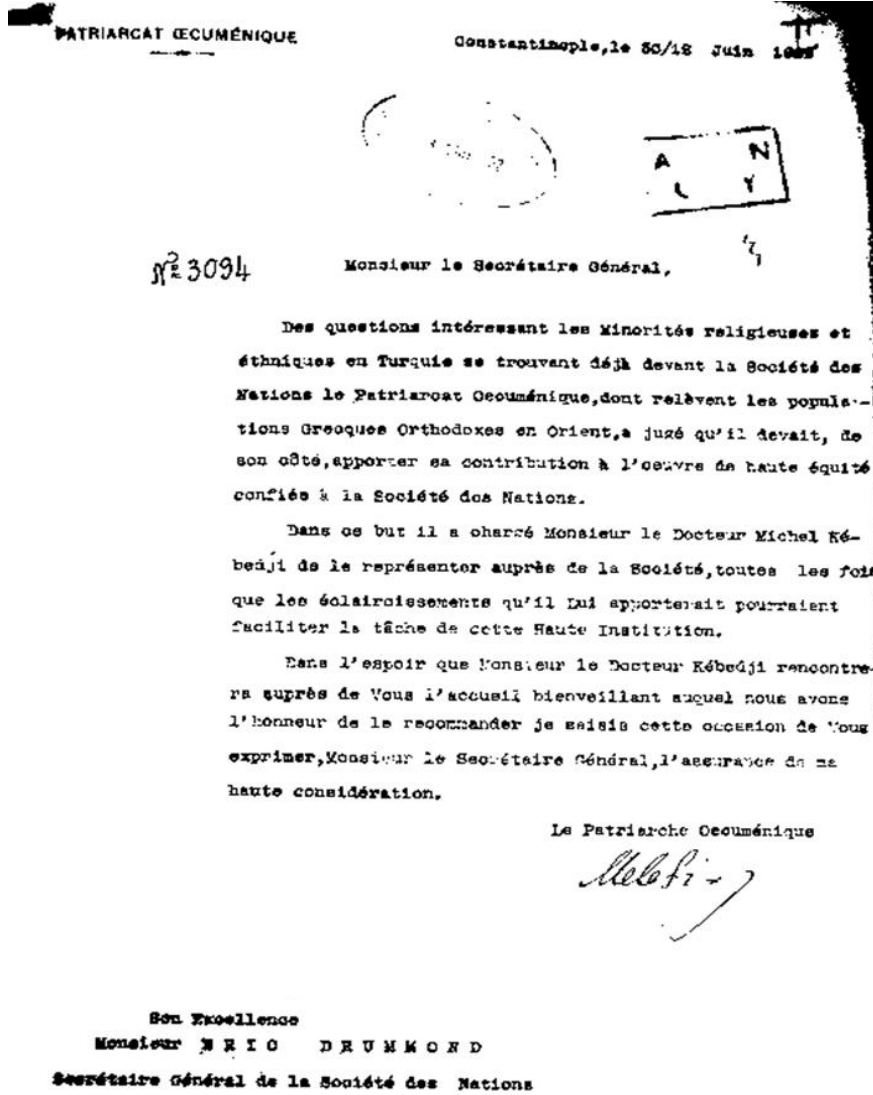 PATRIARCAT ŒCUMÉNIQUE
Constantinople, le 30/18 Juin
A N
L Y
Nº 3094
Monsieur le Secrétaire Général,
Des questions intéressant les Minorités religieuses et
éthniques en Turquie se trouvant déjà devant la Société des
Nations le Patriarcat Oecuménique,dont relèvent les popula-
tions Grecques Orthodoxes en Orient,a jugé qu'il devait, de
son côté,apporter sa contribution à l'oeuvre de haute équité
confiée à la Société des Nations.
Dans ce but il a chargé Monsieur le Docteur Michel Ké-
bedji de le représenter auprès de la Société,toutes les fois
que les éclaircissements qu'il Lui apporterait pourraient
faciliter la tâche de cette Haute Institution.
Dans l'espoir que Monsieur le Docteur Kébedji rencontre-
ra auprès de Vous l'accueil bienveillant auquel nous avons
l'honneur de le recommander je saisis cette occasion de Vous
exprimer,Monsieur le Secrétaire Général,l'assurance de ma
haute considération.
Le Patriarche Oecuménique
Son Excellence
Monsieur ERIC DRUMMOND
Secrétaire Général de la Société des Nations